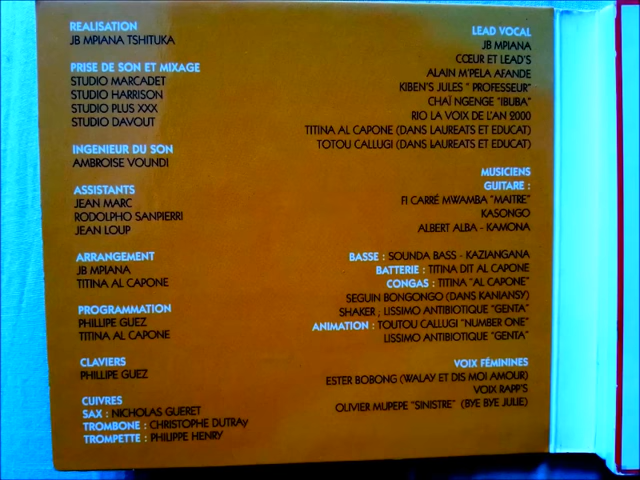 REALISATION
JB MPIANA TSHITUKA
PRISE DE SON ET MIXAGE
STUDIO MARCADET
STUDIO HARRISON
STUDIO PLUS XXX
STUDIO DAVOUT
INGENIEUR DU SON
AMBROISE VOUNDI
ASSISTANTS
JEAN MARC
RODOLPHO SANPIERRI
JEAN LOUP
ARRANGEMENT
JB MPIANA
TITINA AL CAPONE
PROGRAMMATION
PHILLIPE GUEZ
TITINA AL CAPONE
CLAVIERS
PHILLIPE GUEZ
CUIVRES
SAX : NICHOLAS GUERET
TROMBONE : CHRISTOPHE DUTRAy
TROMPETTE : PHILIPPE HENRY
LEAD VOCAL
JB MPIANA
CŒUR ET LEAD'S
ALAIN M'PELA AFANDE
KIBEN'S JULES " PROFESSEUR"
CHAÏ NGENGE "IBUBA"
RIO LA VOIX DE L'AN 2000
TITINA AL CAPONE (DANS LAUREATS ET EDUCAT)
TOTOU CALLUGI (DANS LAUREATS ET EDUCAT)
MUSICIENS
GUITARE :
FI CARRÉ MWAMBA "MAITRE"
KASONGO
ALBERT ALBA - KAMONA
BASSE : SOUNDA BASS - KAZIANGANA
BATTERIE : TITINA DIT AL CAPONE
CONGAS : TITINA "AL CAPONE"
SEGUIN BONGONGO (DANS KANIANSY)
SHAKER ; LISSIMO ANTIBIOTIQUE "GENTA"
ANIMATION : TOUTOU CALLUGI "NUMBER ONE"
LISSIMO ANTIBIOTIQUE "GENTA"
VOIX FÉMININES
ESTER BOBONG (WALAY ET DIS MOI AMOUR)
VOIX RAPP'S
OLIVIER MUPEPE "SINISTRE" (BYE BYE JULIE)